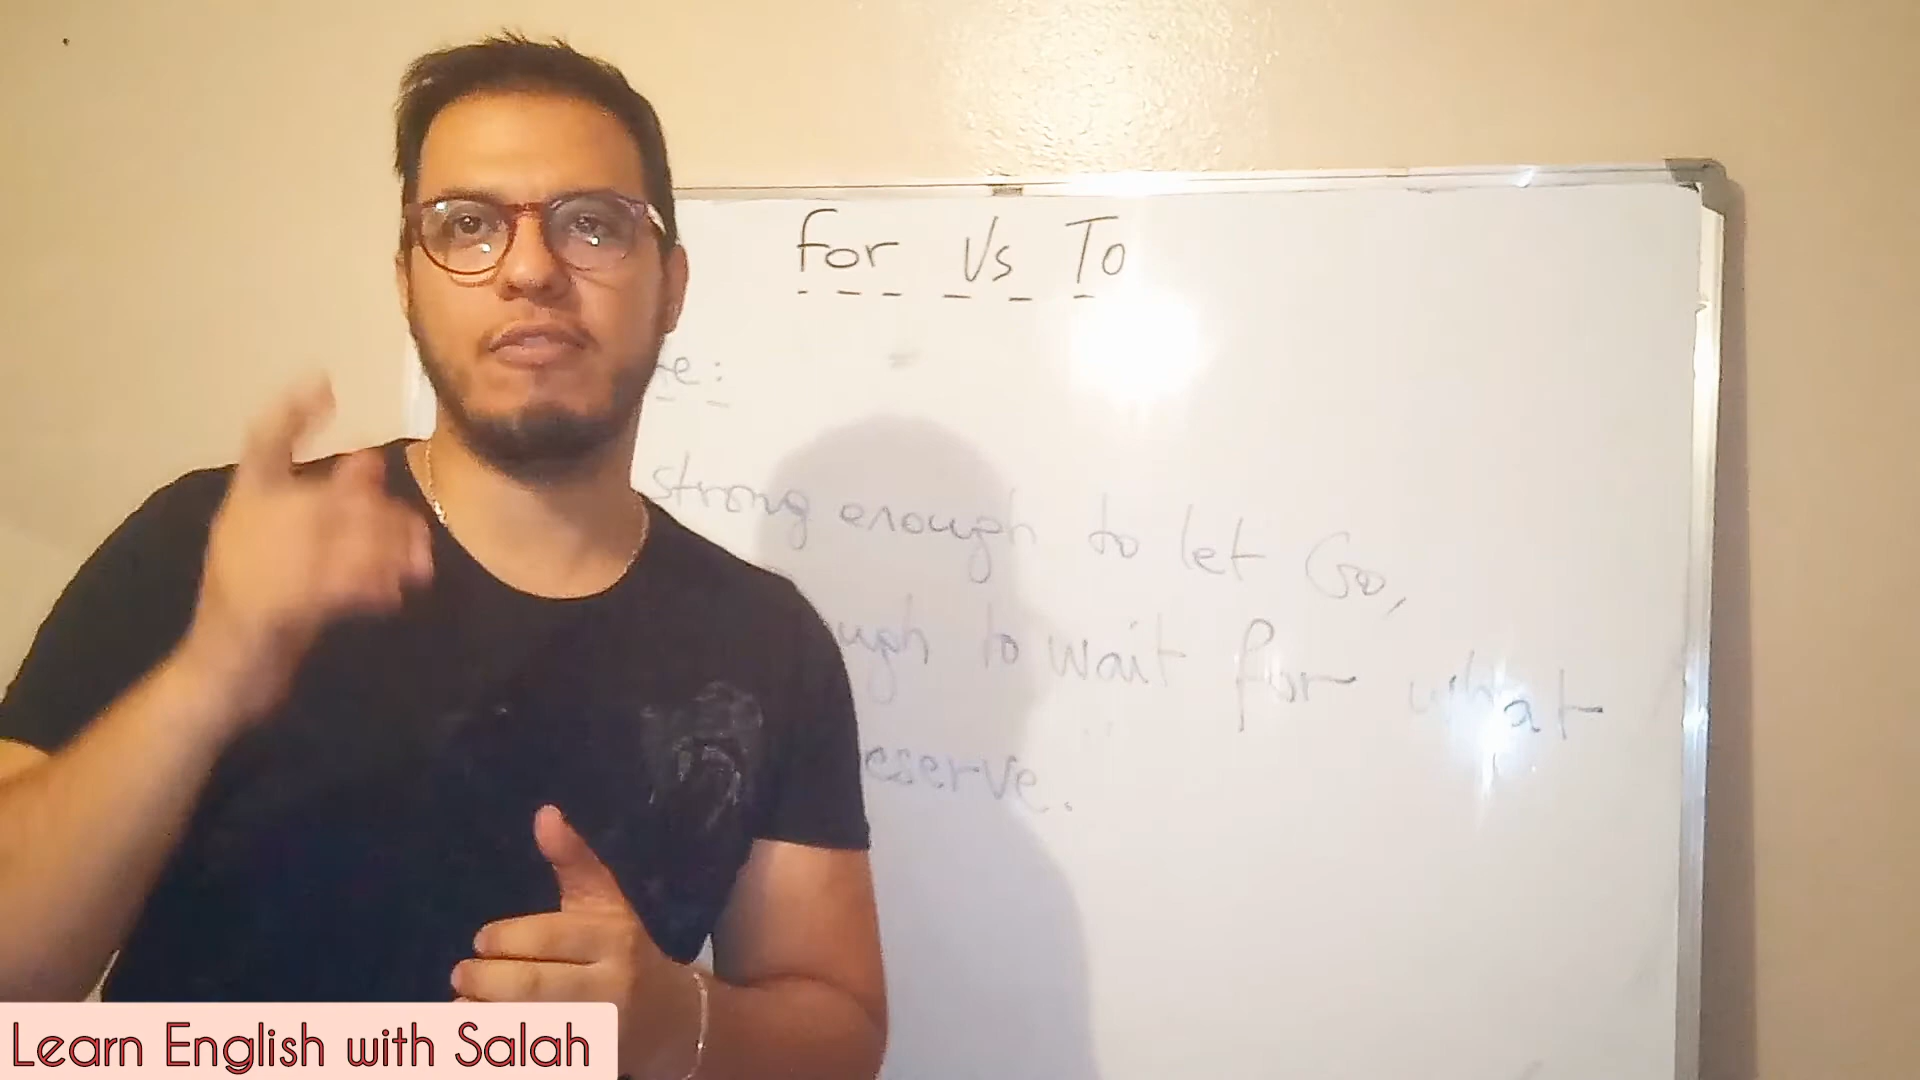 For Vs To
e:
strong enough to let Go,
ugh to wait for what
eserve.
Learn English with Salah